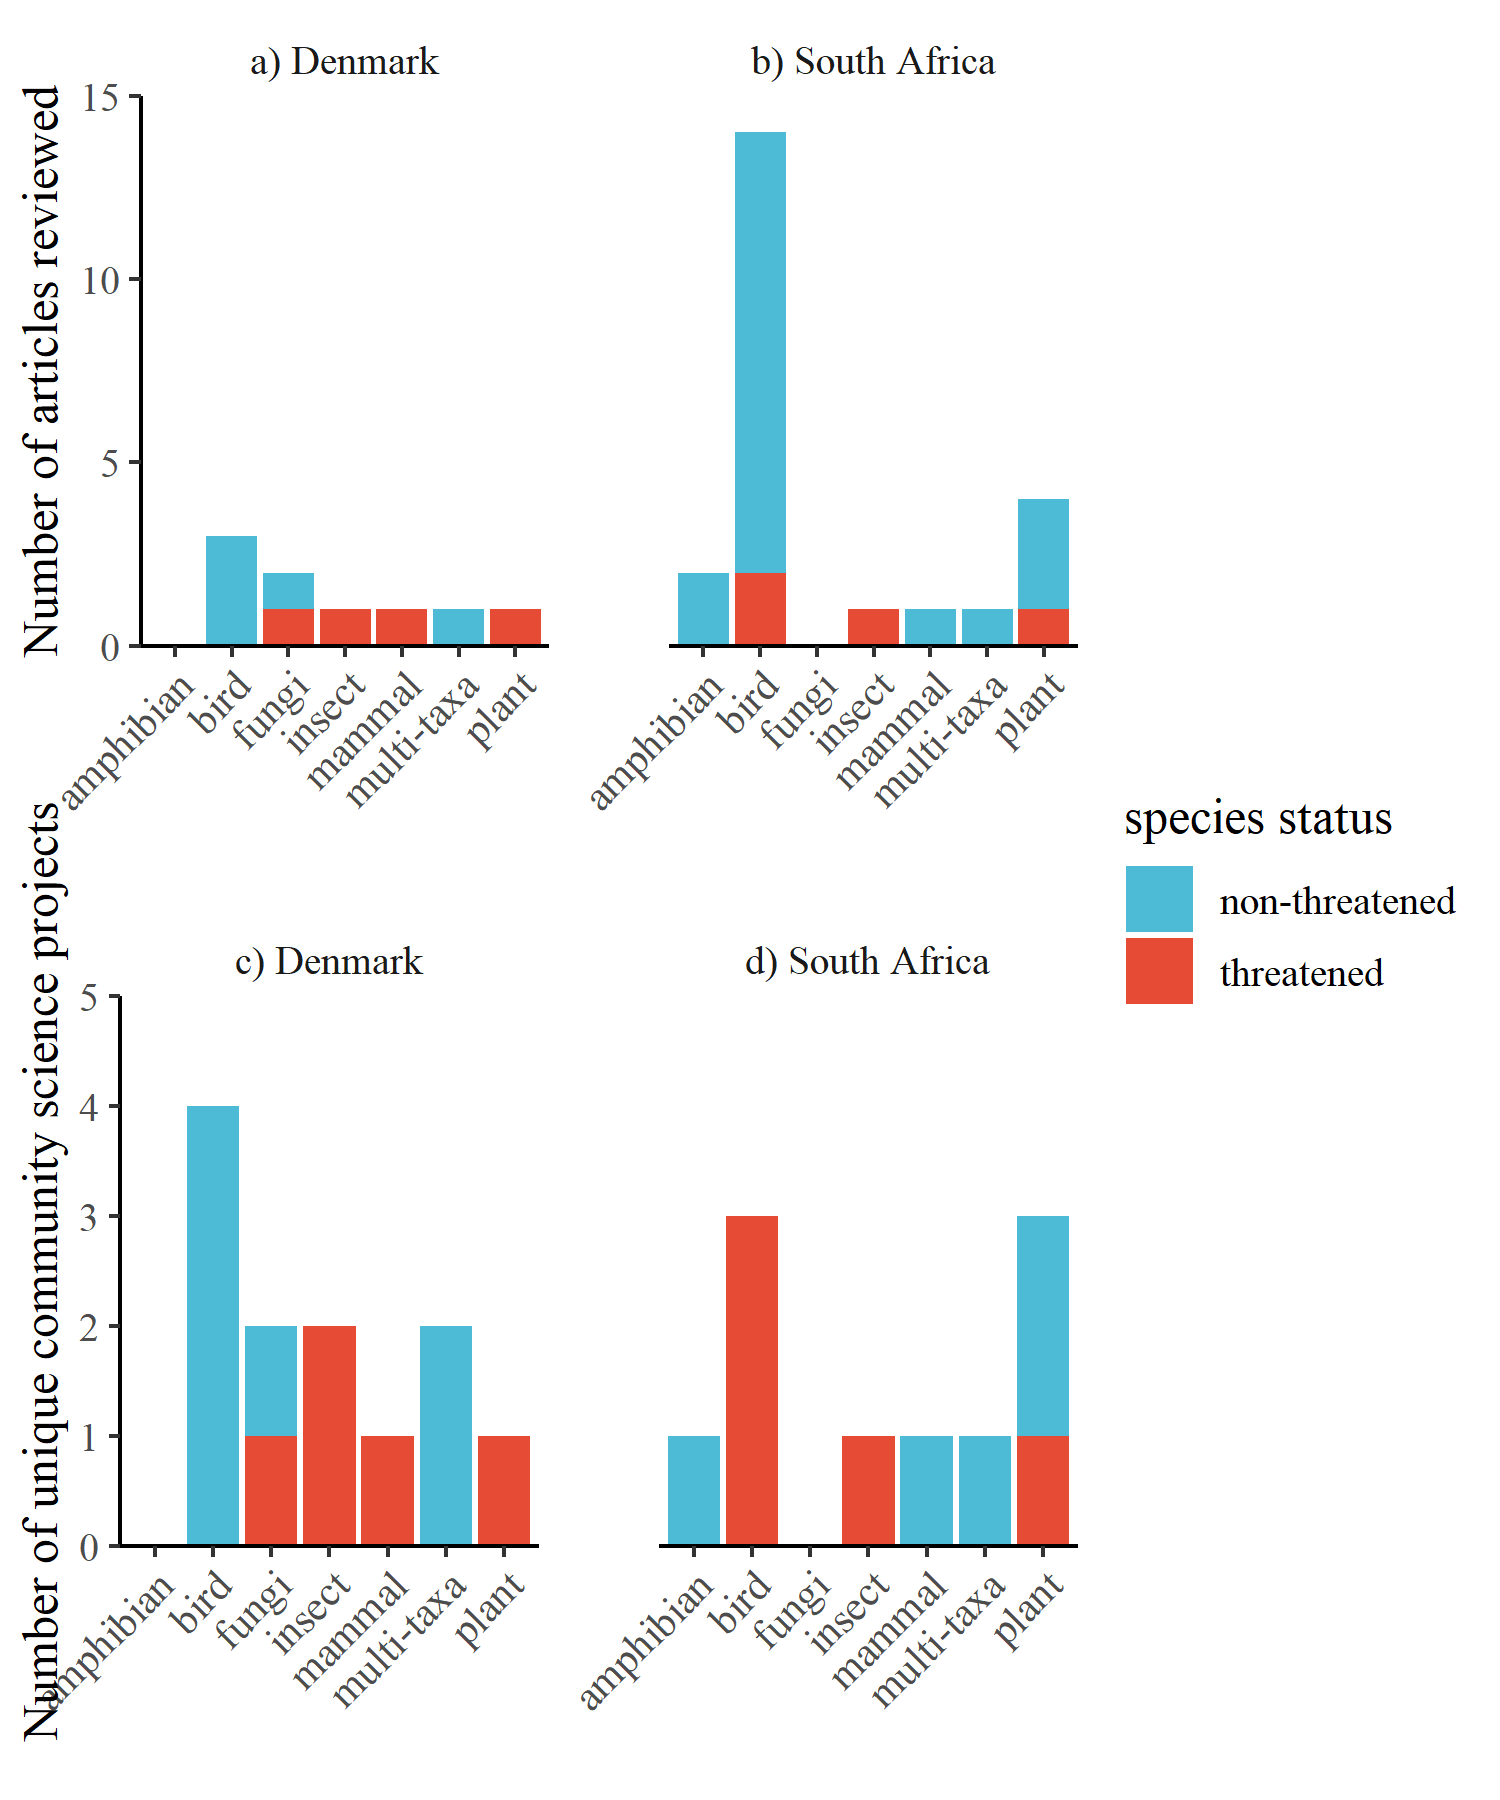 a) Denmark
b) South Africa
Number of articles reviewed
15
10
5
0
amphibian
bird
fungi
insect
mammal
multi-taxa
plant
amphibian
bird
fungi
insect
mammal
multi-taxa
plant
species status
non-threatened
threatened
c) Denmark
d) South Africa
Number of unique community science projects
5
4
3
2
1
0
amphibian
bird
fungi
insect
mammal
multi-taxa
plant
amphibian
bird
fungi
insect
mammal
multi-taxa
plant